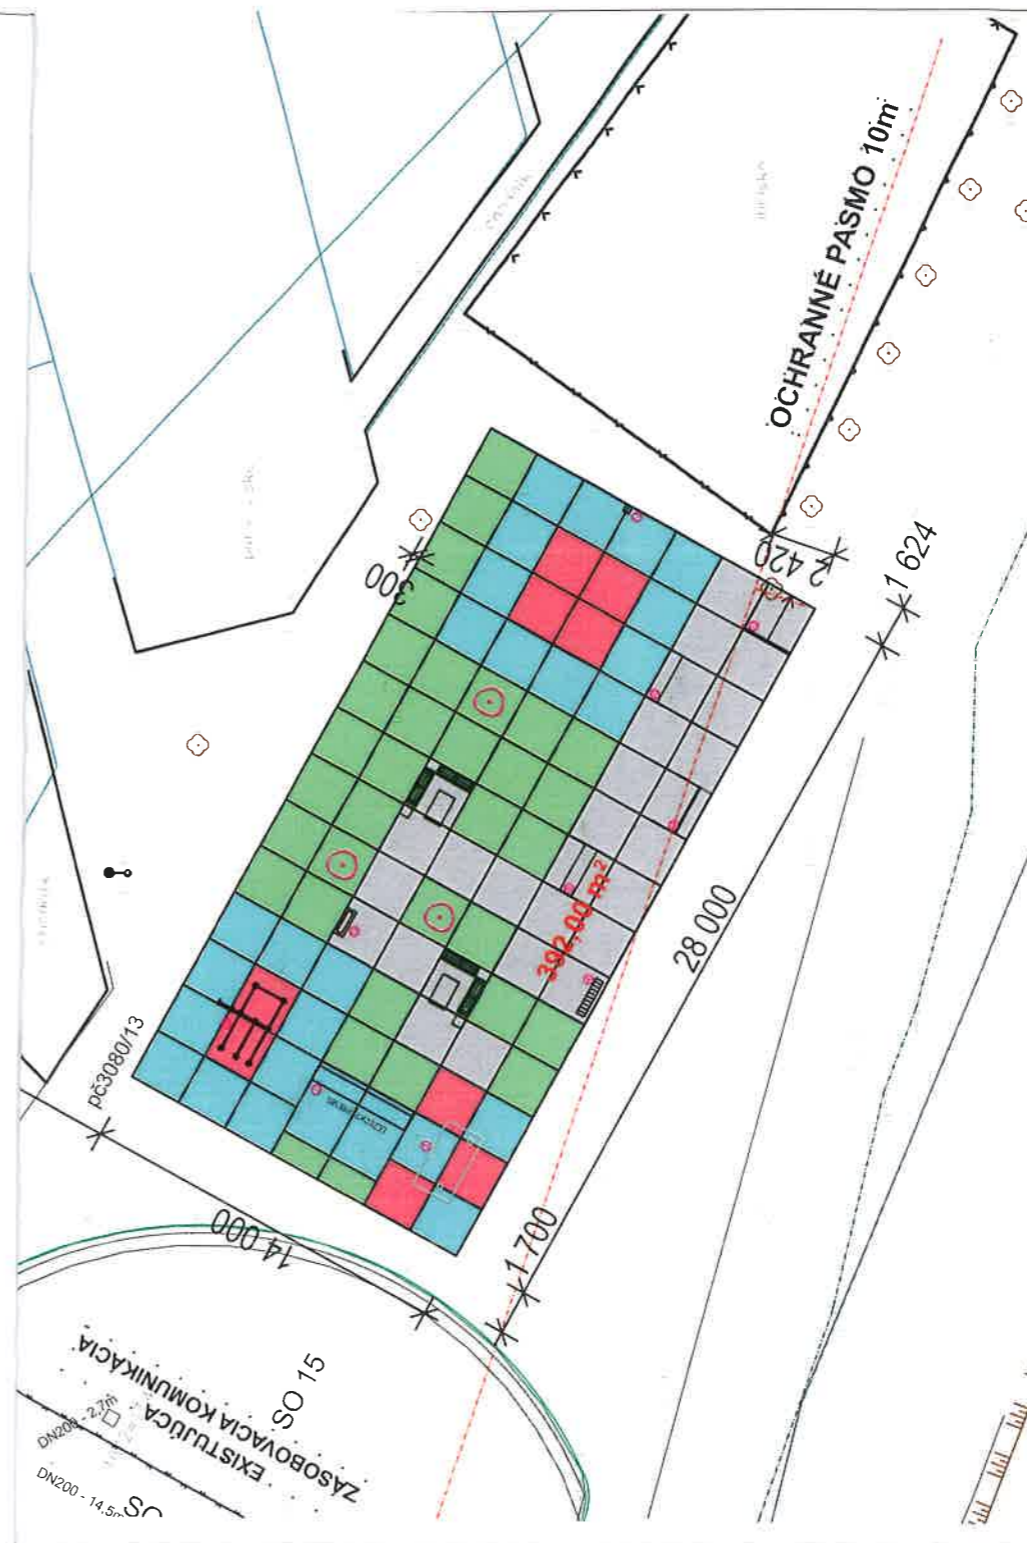 OCHRANNÉ PÁSMO 10m
300
2 420
1 624
392,00 m²
28 000
pč3080/13
14 000
1 700
EXISTUJÚCA
ZÁSOBOVACIA KOMUNIKÁCIA
SO 15
DN200 - 2,7m
DN200 - 14,5m
SO